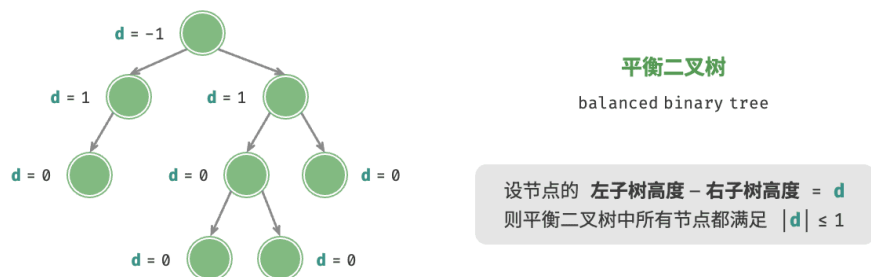 d = -1
d = 1
d = 1
d = 0
d = 0
d = 0
d = 0
d = 0
平衡二叉树
balanced binary tree
设节点的 左子树高度 - 右子树高度 = d
则平衡二叉树中所有节点都满足 |d| ≤ 1